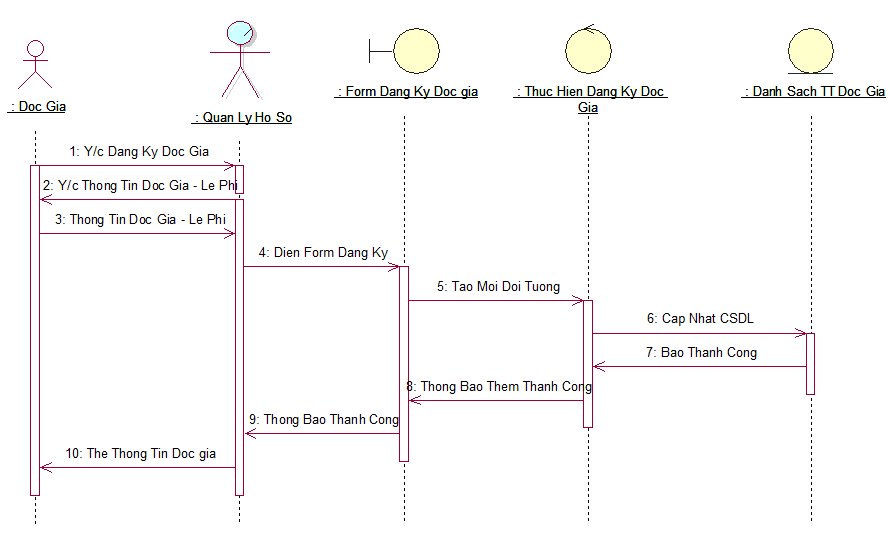 : Doc Gia
: Quan Ly Ho So
: Form Dang Ky Doc gia
: Thuc Hien Dang Ky Doc
Gia
: Danh Sach TT Doc Gia
1: Y/c Dang Ky Doc Gia
2: Y/c Thong Tin Doc Gia - Le Phi
3: Thong Tin Doc Gia - Le Phi
4: Dien Form Dang Ky
5: Tao Moi Doi Tuong
6: Cap Nhat CSDL
7: Bao Thanh Cong
8: Thong Bao Them Thanh Cong
9: Thong Bao Thanh Cong
10: The Thong Tin Doc gia